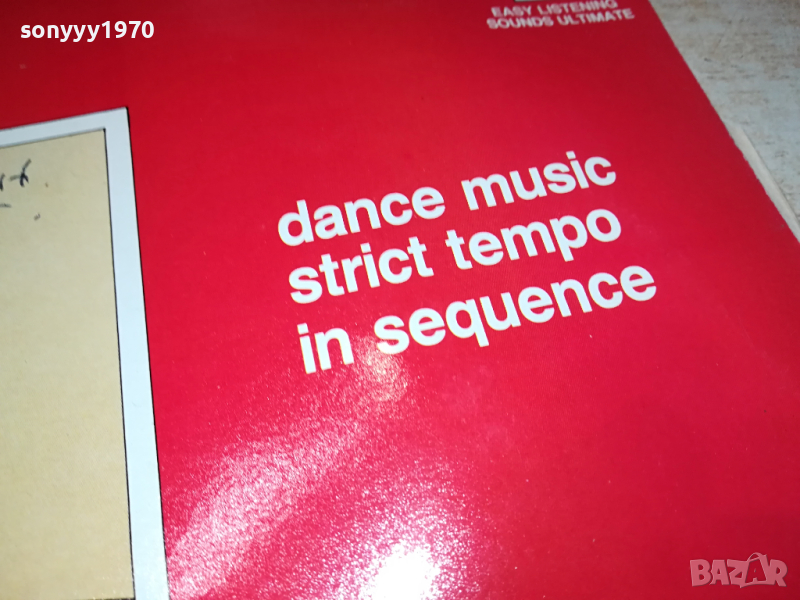 sonyyy1970
EASY LISTENING
SOUNDS ULTIMATE
dance music
strict tempo
in sequence
BAZAR